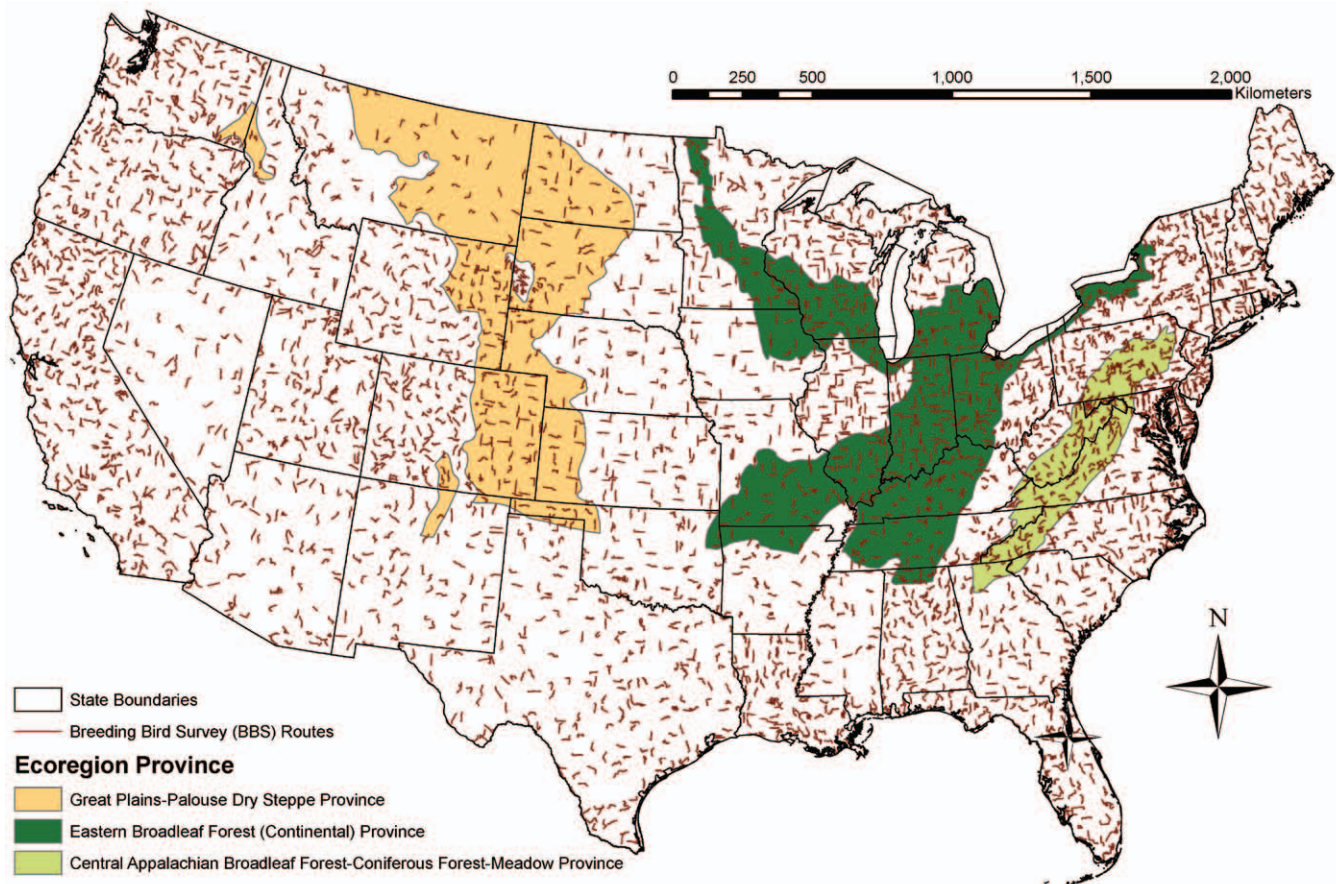 0 250 500 1,000 1,500 2,000
Kilometers
N
State Boundaries
Breeding Bird Survey (BBS) Routes
Ecoregion Province
Great Plains-Palouse Dry Steppe Province
Eastern Broadleaf Forest (Continental) Province
Central Appalachian Broadleaf Forest-Coniferous Forest-Meadow Province